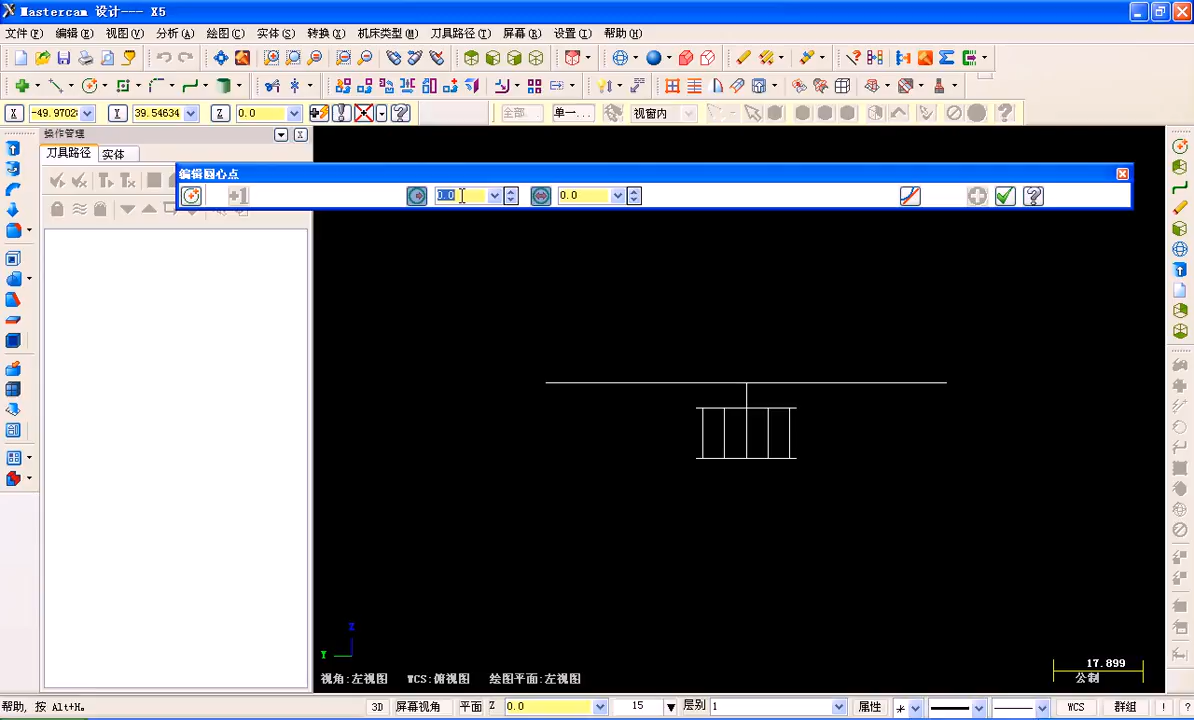 Mastercam 设计--- X5
文件(F) 编辑(E) 视图(V) 分析(A) 绘图(C) 实体(S) 转换(X) 机床类型(M) 刀具路径(T) 屏幕(R) 设置(I) 帮助(H)
X -49.9702 Y 39.54634 Z 0.0 全部 单一... 视窗内
操作管理
刀具路径 实体
编辑圆心点
+1 0.0 0.0
Z
Y
视角:左视图 WCS:俯视图 绘图平面:左视图
17.899
公制
帮助, 按 Alt+H。 3D 屏幕视角 平面 Z 0.0 15 层别 1 属性 WCS 群组 ! ?